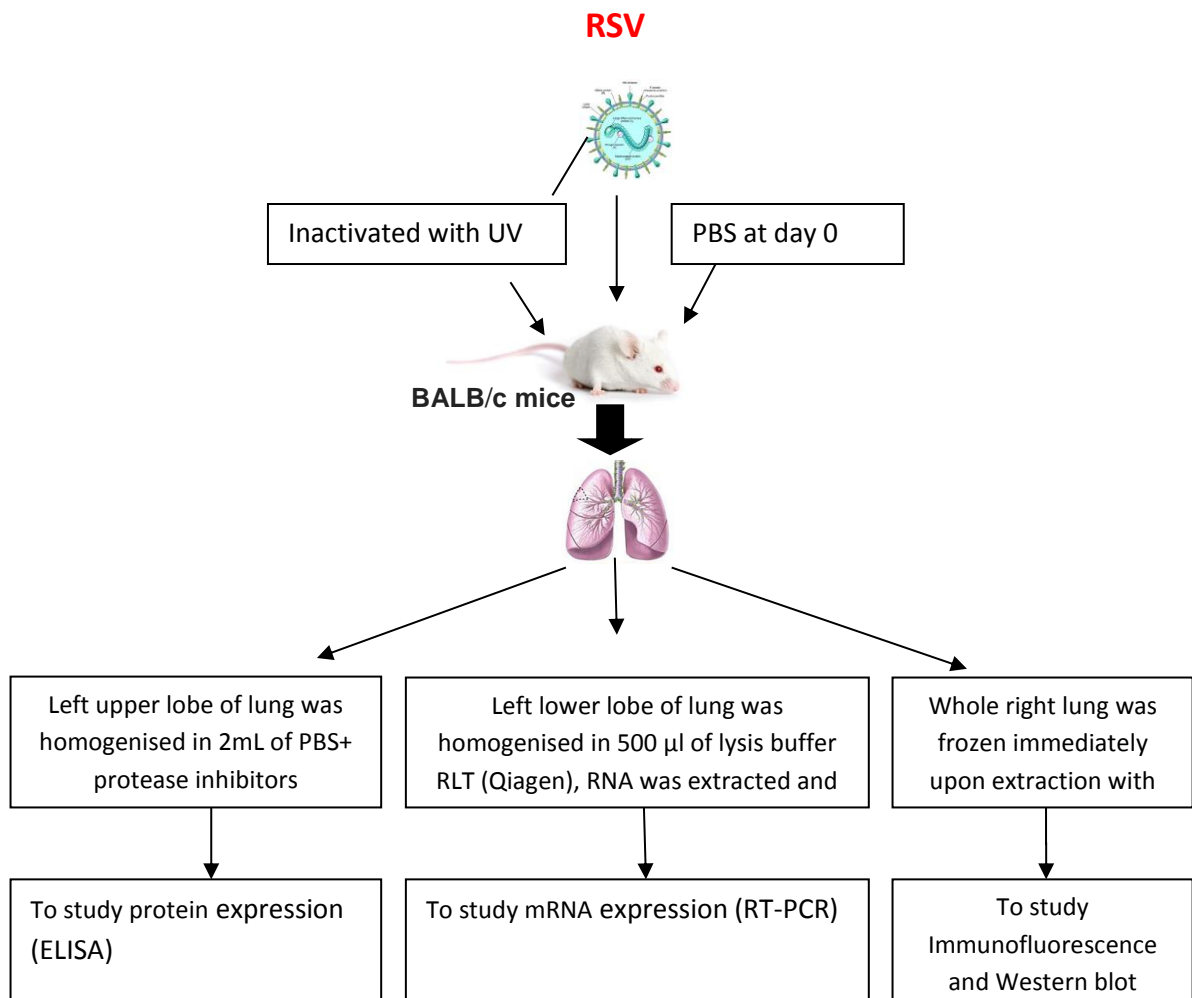 RSV
Inactivated with UV
PBS at day 0
BALB/c mice
Left upper lobe of lung was
homogenised in 2mL of PBS+
protease inhibitors
Left lower lobe of lung was
homogenised in 500 µl of lysis buffer
RLT (Qiagen), RNA was extracted and
Whole right lung was
frozen immediately
upon extraction with
To study protein expression
(ELISA)
To study mRNA expression (RT-PCR)
To study
Immunofluorescence
and Western blot